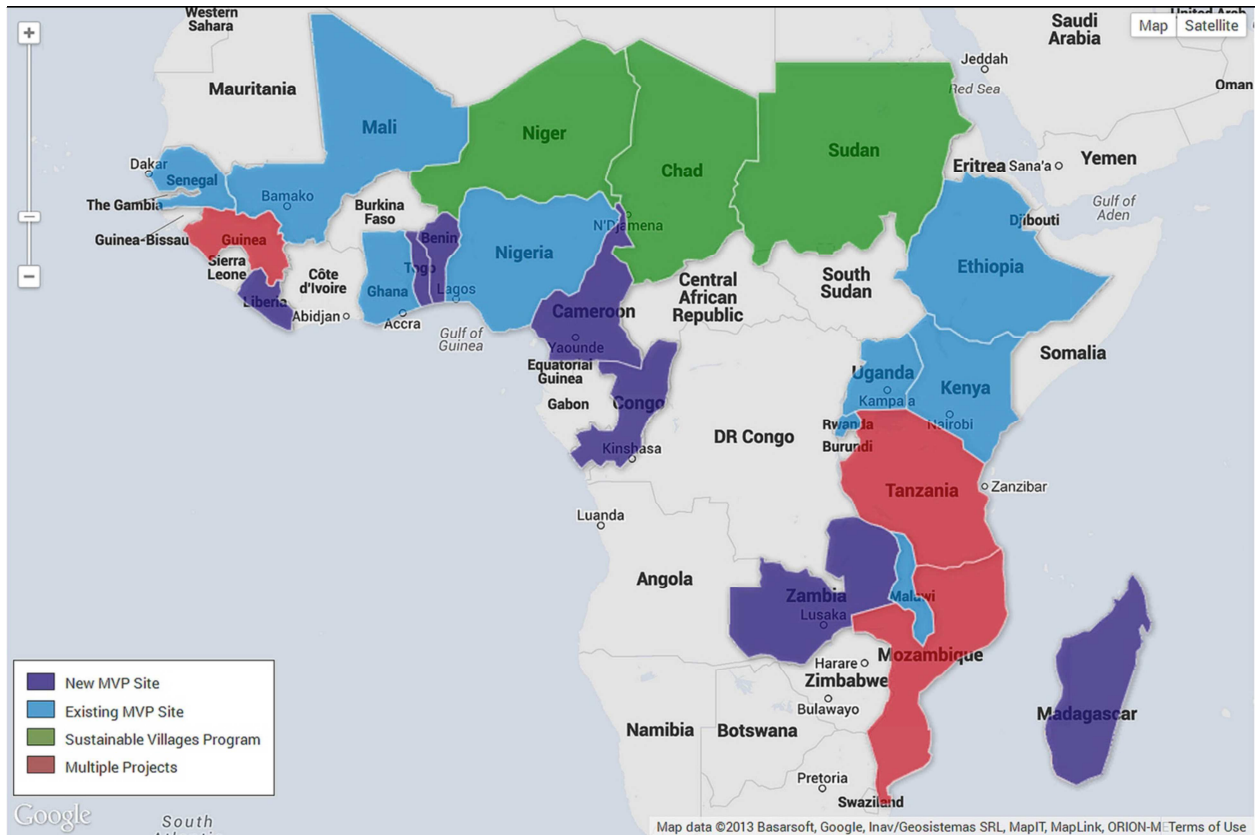 Western
Sahara
Saudi
Arabia
Map
Satellite
Jeddah
Red Sea
Oman
Mauritania
Mali
Niger
Chad
Sudan
Eritrea
Sana'a
Yemen
Gulf of
Aden
Dakar
Senegal
The Gambia
Bamako
Burkina
Faso
Guinea-Bissau
Guinea
Sierra
Leone
Côte
d'Ivoire
Liberia
Abidjan
Ghana
Accra
Togo
Benin
Lagos
Nigeria
N'Djamena
Gulf of
Guinea
Cameroon
Yaounde
Central
African
Republic
South
Sudan
Djibouti
Ethiopia
Somalia
Equatorial
Guinea
Gabon
Congo
Kinshasa
DR Congo
Uganda
Kampala
Kenya
Nairobi
Rwanda
Burundi
Tanzania
Zanzibar
Luanda
Angola
Zambia
Lusaka
Malawi
Mozambique
Harare
Zimbabwe
Bulawayo
Madagascar
Namibia
Botswana
Pretoria
Swaziland
New MVP Site
Existing MVP Site
Sustainable Villages Program
Multiple Projects
Google
South
Map data ©2013 Basarsoft, Google, Inav/Geosistemas SRL, MapIT, MapLink, ORION-METerms of Use